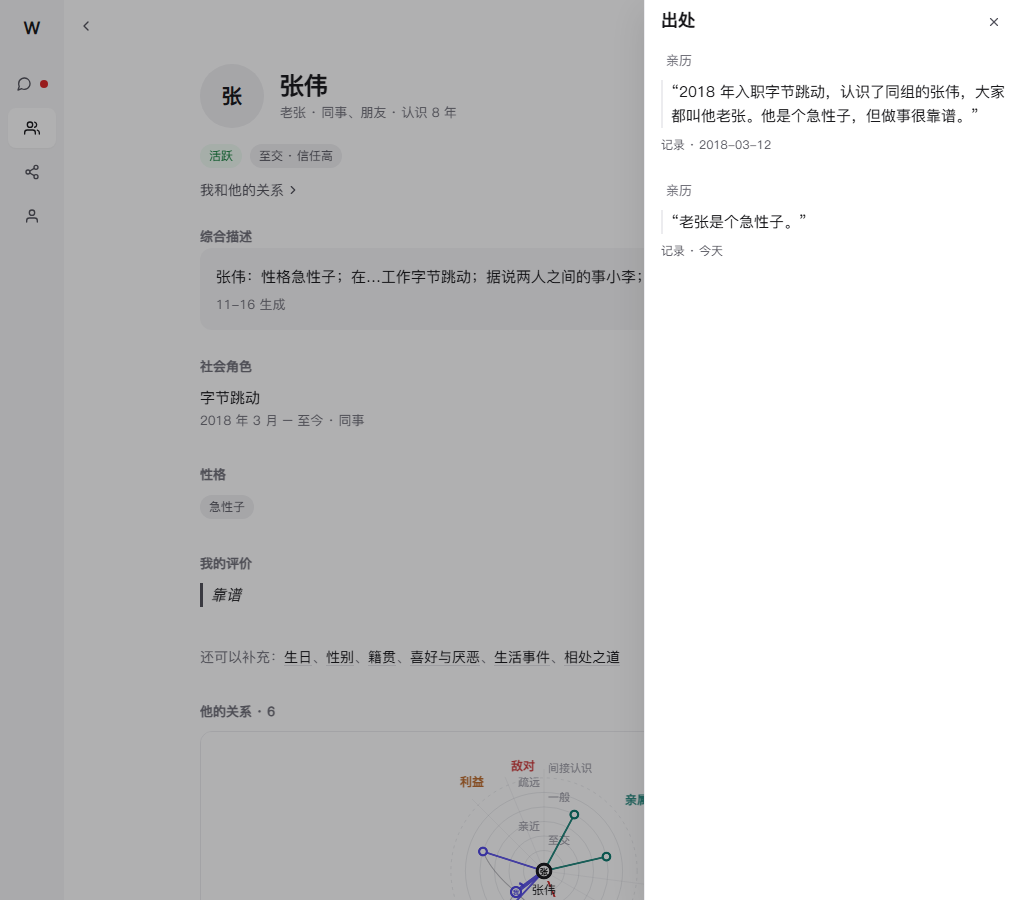 W
张
张伟
老张 · 同事、朋友 · 认识 8 年
活跃
至交 · 信任高
我和他的关系
综合描述
张伟：性格急性子；在…工作字节跳动；据说两人之间的事小李；
11-16 生成
社会角色
字节跳动
2018 年 3 月 — 至今 · 同事
性格
急性子
我的评价
靠谱
还可以补充：生日、性别、籍贯、喜好与厌恶、生活事件、相处之道
他的关系 · 6
敌对
间接认识
利益
疏远
一般
亲属
亲近
至交
张
张伟
出处
亲历
“2018 年入职字节跳动，认识了同组的张伟，大家
都叫他老张。他是个急性子，但做事很靠谱。”
记录 · 2018-03-12
亲历
“老张是个急性子。”
记录 · 今天